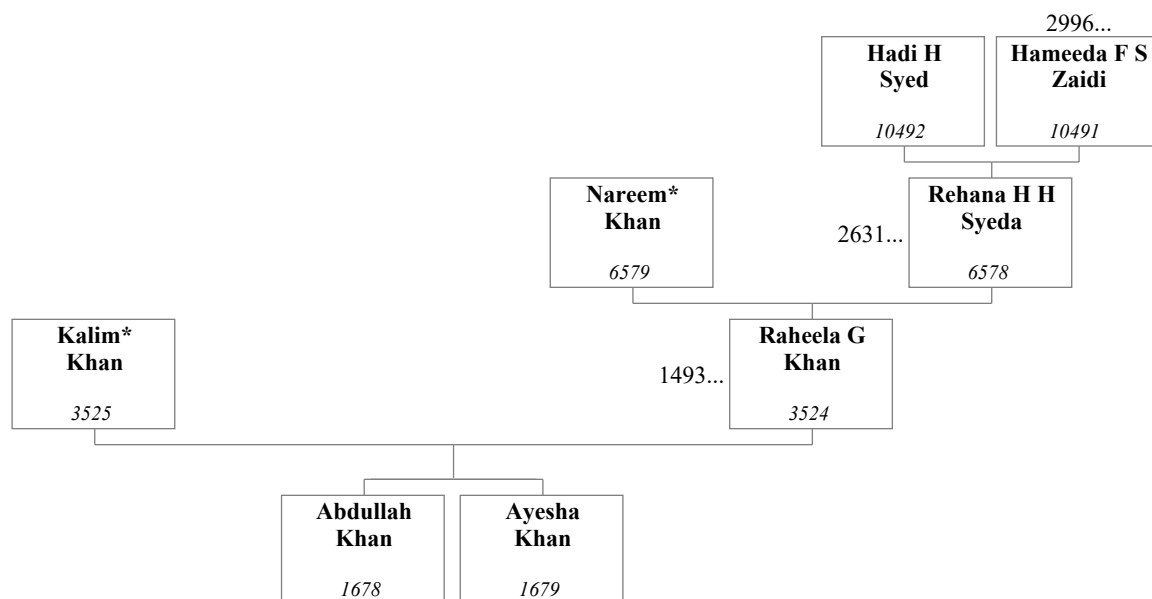 2996...
Hadi H
Syed
10492
Hameeda F S
Zaidi
10491
Nareem*
Khan
6579
2631...
Rehana H H
Syeda
6578
Kalim*
Khan
3525
1493...
Raheela G
Khan
3524
Abdullah
Khan
1678
Ayesha
Khan
1679